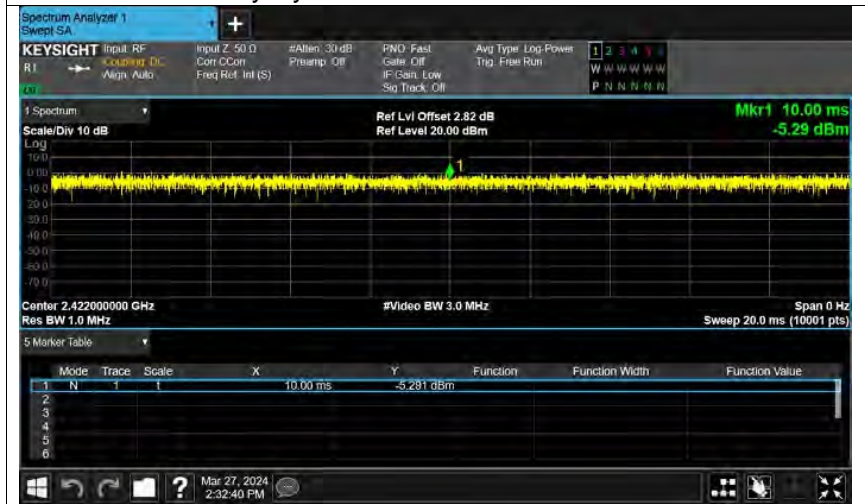 Spectrum Analyzer 1
Swept SA
+
KEYSIGHT Input: RF Input Z: 50 Ω #Atten: 30 dB PNO: Fast Avg Type: Log-Power 1 2 3 4 5 6
R L Coupling: DC Corr CCorr Preamp: Off Gate: Off Trig: Free Run W W W W W W
Align: Auto Freq Ref: Int (S) IF Gain: Low P N N N N N
Sig Track: Off
1 Spectrum Ref Lvl Offset 2.82 dB Mkr1 10.00 ms
Scale/Div 10 dB Ref Level 20.00 dBm -5.29 dBm
Log
10.0
1
0.00
-10.0
-20.0
-30.0
-40.0
-50.0
-60.0
-70.0
Center 2.422000000 GHz #Video BW 3.0 MHz Span 0 Hz
Res BW 1.0 MHz Sweep 20.0 ms (10001 pts)
5 Marker Table
Mode Trace Scale X Y Function Function Width Function Value
1 N 1 t 10.00 ms -5.281 dBm
2
3
4
5
6
? Mar 27, 2024
2:32:40 PM